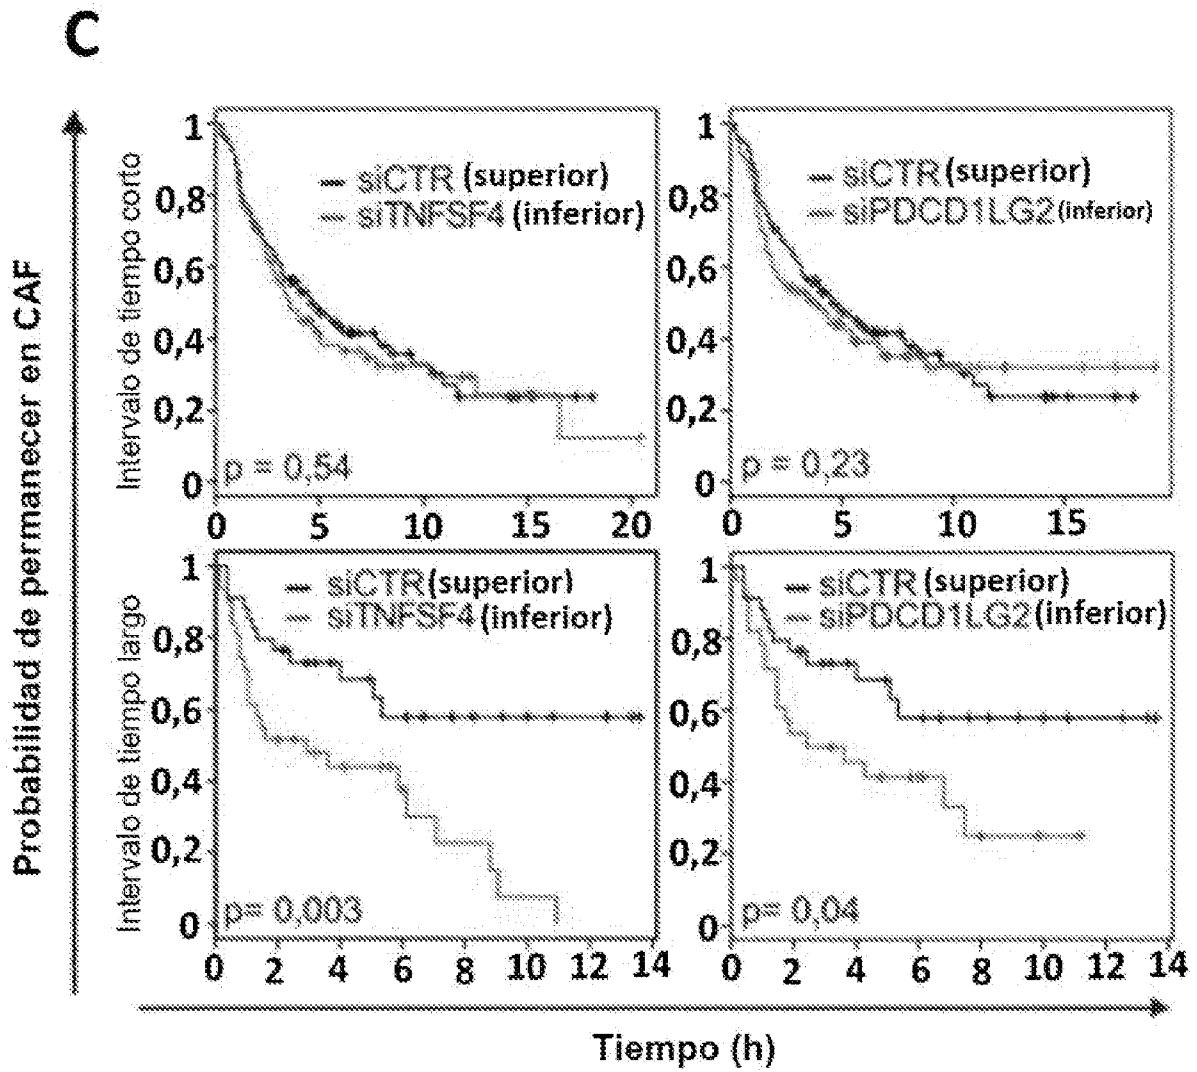 C
Probabilidad de permanecer en CAF
Intervalo de tiempo corto
1
0,8
0,6
0,4
0,2
0
siCTR (superior)
siTNFSF4 (inferior)
p = 0,54
0 5 10 15 20
1
0,8
0,6
0,4
0,2
0
siCTR (superior)
siPDCD1LG2 (inferior)
p = 0,23
0 5 10 15
Intervalo de tiempo largo
1
0,8
0,6
0,4
0,2
0
siCTR (superior)
siTNFSF4 (inferior)
p= 0,003
0 2 4 6 8 10 12 14
1
0,8
0,6
0,4
0,2
0
siCTR (superior)
siPDCD1LG2 (inferior)
p= 0,04
0 2 4 6 8 10 12 14
Tiempo (h)